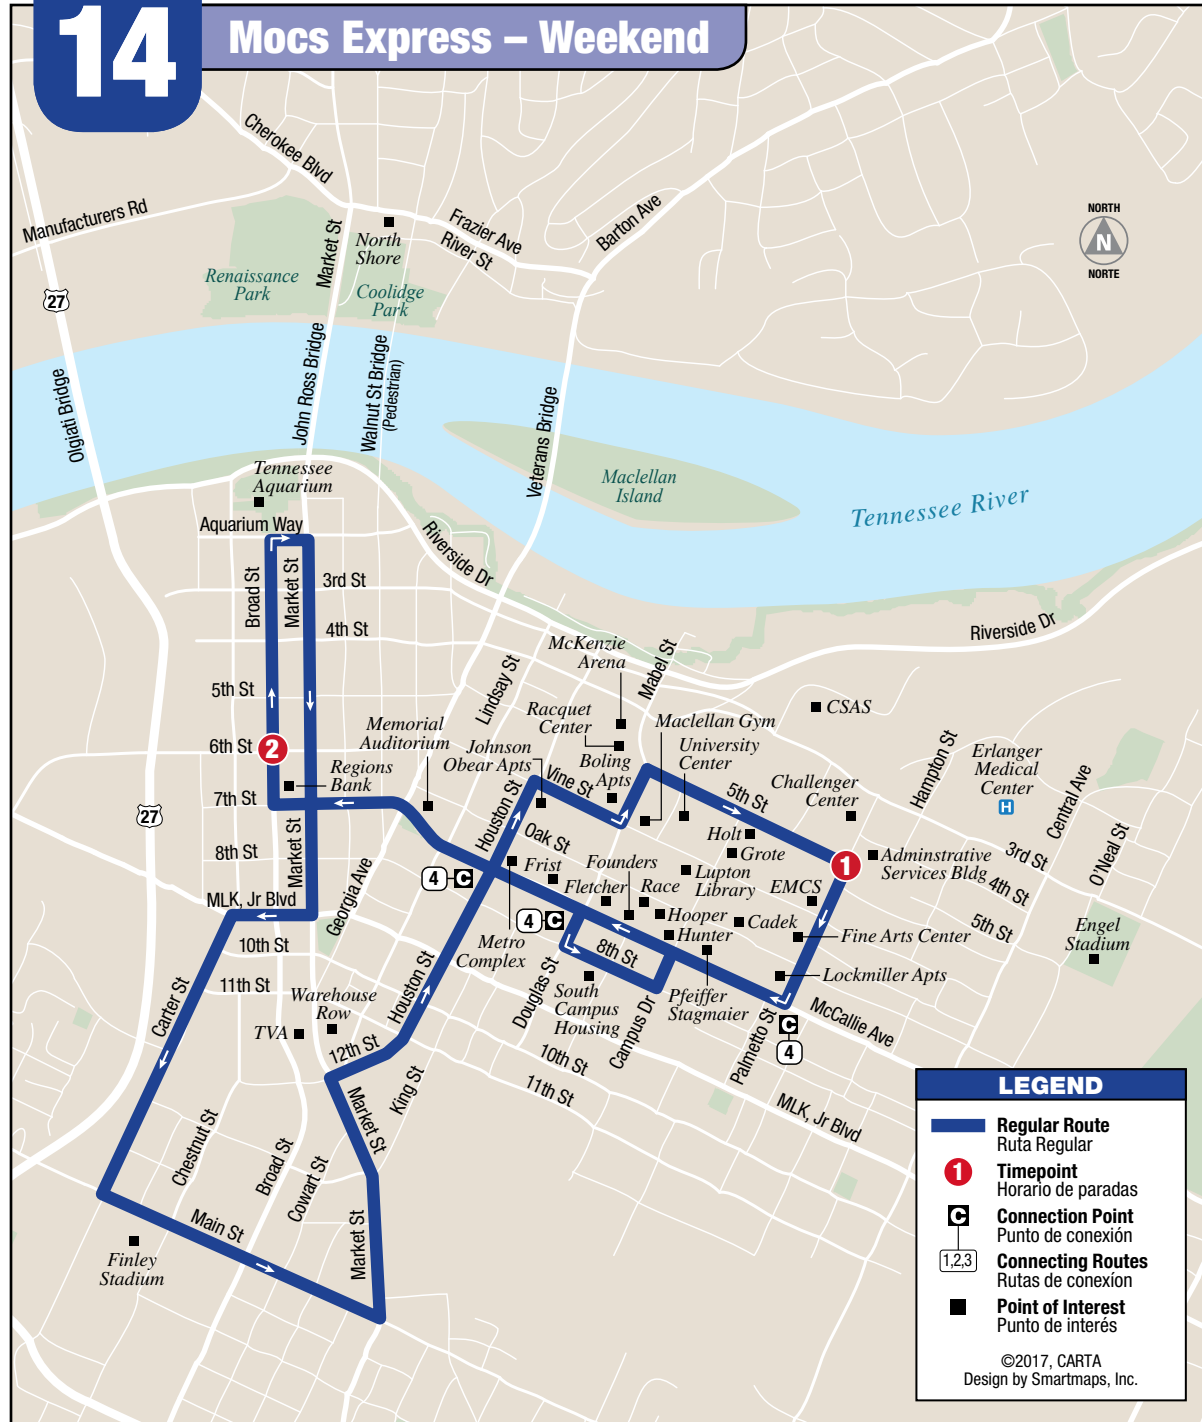 14
Mocs Express – Weekend
Cherokee Blvd
Manufacturers Rd
Market St
North
Shore
Frazier Ave
River St
Barton Ave
NORTH
N
NORTE
Renaissance
Park
Coolidge
Park
27
Olgiati Bridge
John Ross Bridge
Walnut St Bridge
(Pedestrian)
Veterans Bridge
Maclellan
Island
Tennessee River
Tennessee
Aquarium
Aquarium Way
Riverside Dr
Broad St
Market St
3rd St
4th St
Riverside Dr
5th St
6th St
2
7th St
Regions
Bank
Memorial
Auditorium
Lindsay St
McKenzie
Arena
Mabel St
Racquet
Center
Johnson
Obear Apts
Vine St
Boling
Apts
Maclellan Gym
University
Center
CSAS
Challenger
Center
5th St
Hampton St
Erlanger
Medical
Center
H
Central Ave
O'Neal St
27
8th St
Market St
Georgia Ave
Houston St
Oak St
Frist
Founders
Fletcher
Race
Holt
Grote
Lupton
Library
EMCS
1
Adminstrative
Services Bldg
3rd St
4th St
5th St
Engel
Stadium
4
C
4
C
MLK, Jr Blvd
10th St
11th St
Metro
Complex
8th St
Hooper
Hunter
Cadek
Fine Arts Center
Lockmiller Apts
Pfeiffer
Stagmaier
South
Campus
Housing
Douglas St
Campus Dr
Palmetto St
C
4
McCallie Ave
Carter St
Warehouse
Row
TVA
Houston St
12th St
King St
10th St
11th St
MLK, Jr Blvd
Market St
Chestnut St
Broad St
Cowart St
Market St
Main St
Finley
Stadium
LEGEND
Regular Route
Ruta Regular
1
Timepoint
Horario de paradas
C
Connection Point
Punto de conexión
1,2,3
Connecting Routes
Rutas de conexíon
Point of Interest
Punto de interés
©2017, CARTA
Design by Smartmaps, Inc.